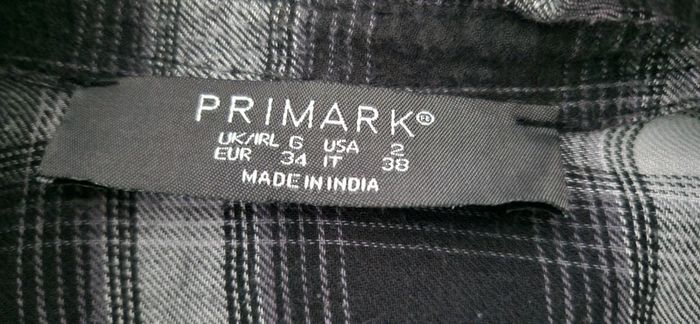 PRIMARK®
UK/IRL 6 USA 2
EUR 34 IT 38
MADE IN INDIA